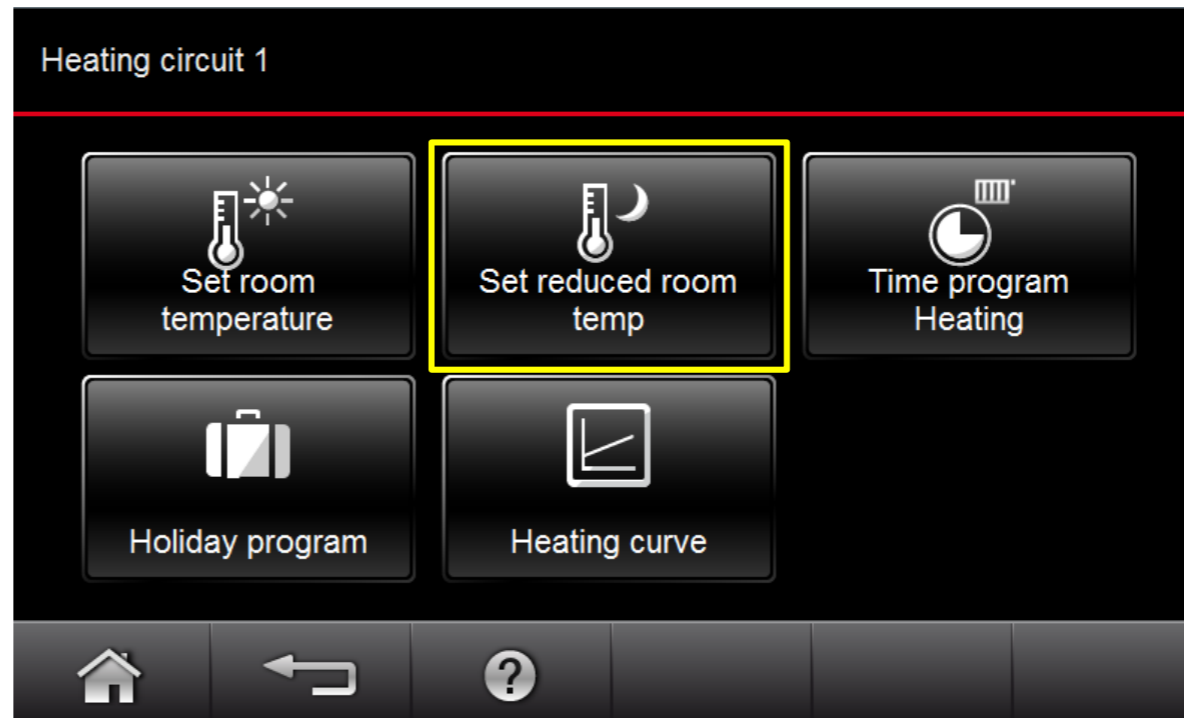 Heating circuit 1
Set room
temperature
Set reduced room
temp
Time program
Heating
Holiday program
Heating curve
?